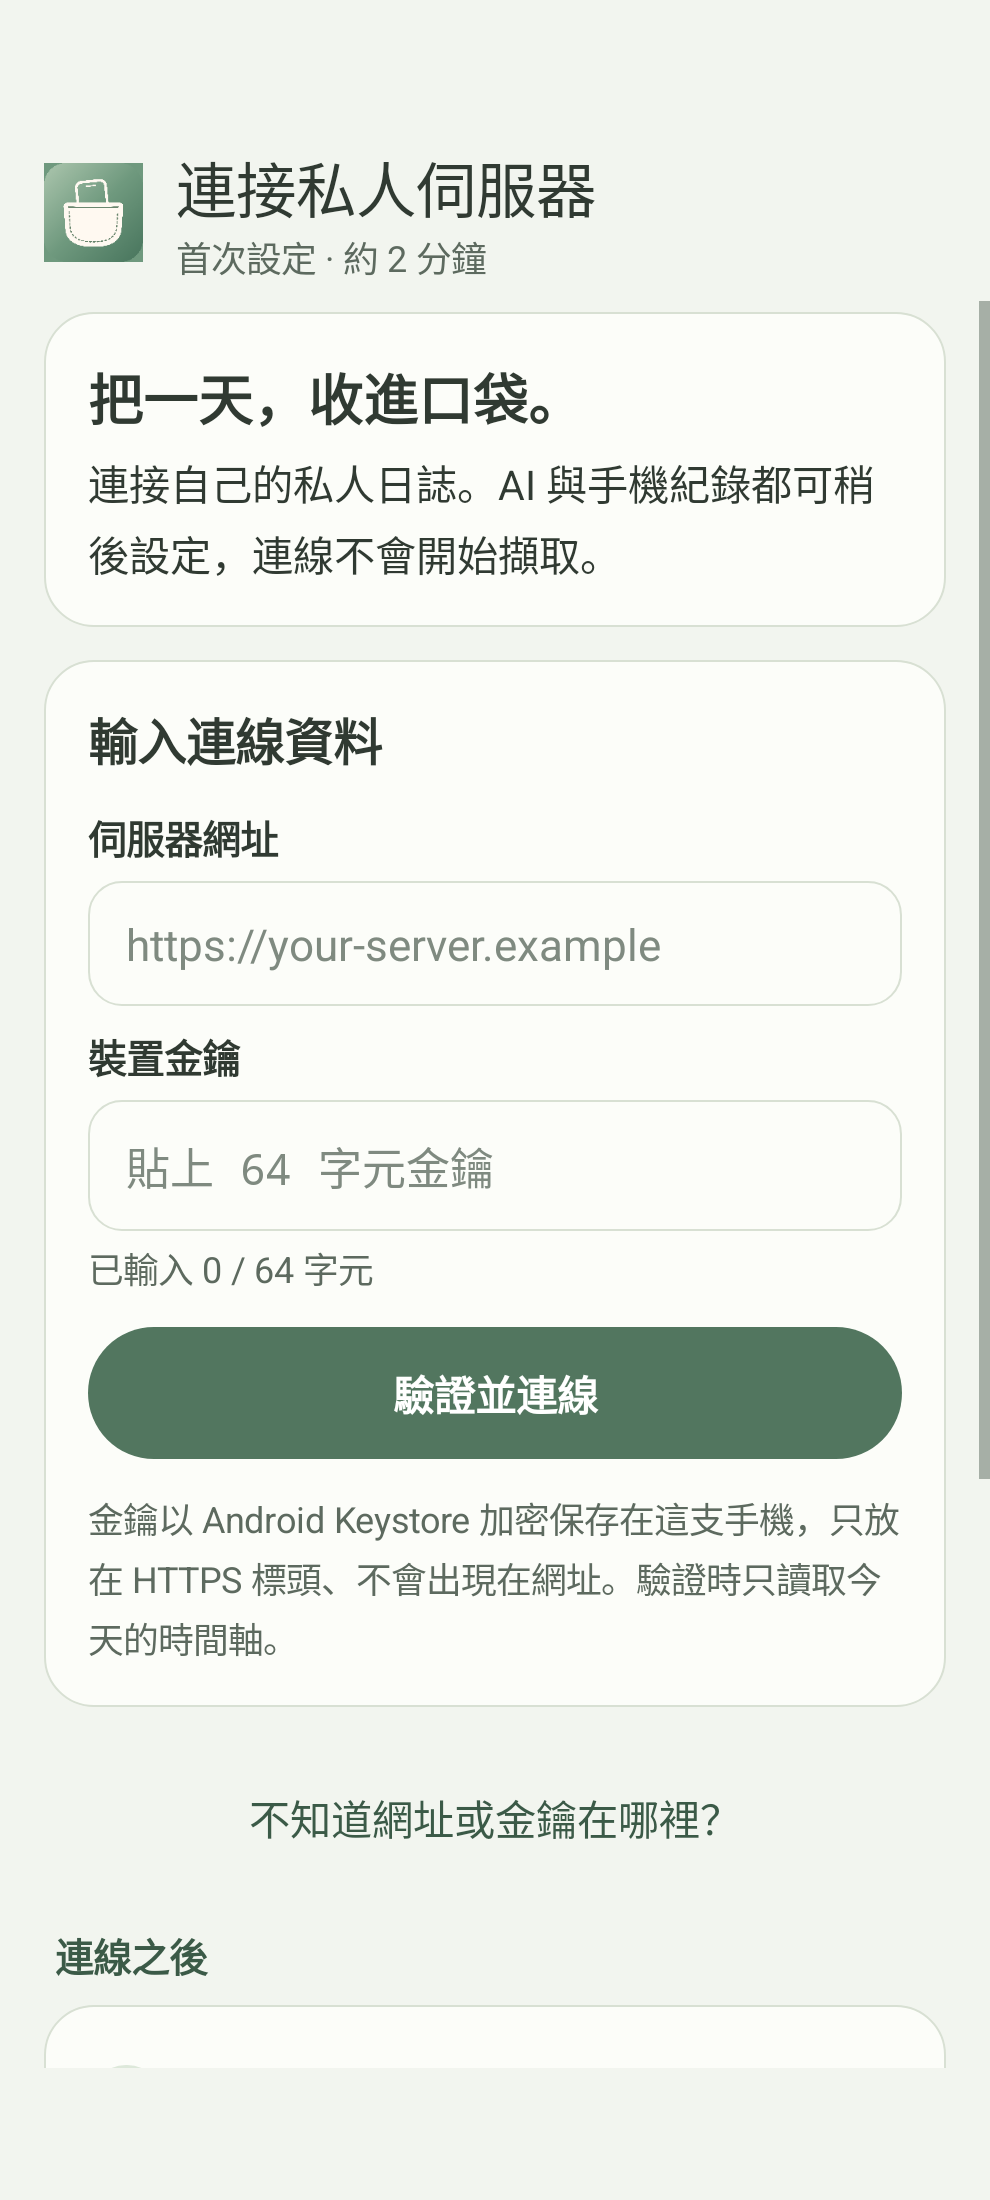 連接私人伺服器
首次設定 · 約 2 分鐘
把一天，收進口袋。
連接自己的私人日誌。AI 與手機紀錄都可稍
後設定，連線不會開始擷取。
輸入連線資料
伺服器網址
https://your-server.example
裝置金鑰
貼上 64 字元金鑰
已輸入 0 / 64 字元
驗證並連線
金鑰以 Android Keystore 加密保存在這支手機，只放
在 HTTPS 標頭、不會出現在網址。驗證時只讀取今
天的時間軸。
不知道網址或金鑰在哪裡？
連線之後